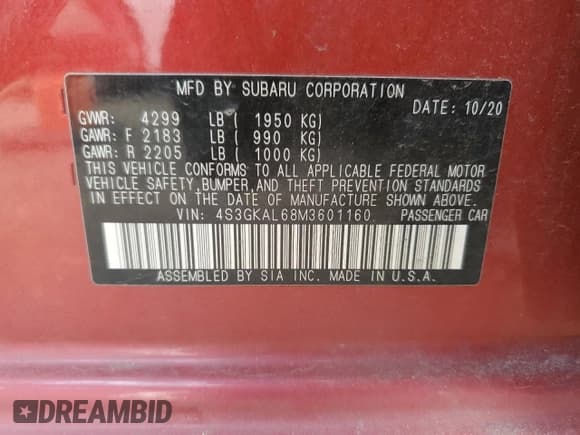 MFD BY SUBARU CORPORATION
DATE: 10/20
GVWR: 4299 LB ( 1950 KG)
GAWR: F 2183 LB ( 990 KG)
GAWR: R 2205 LB ( 1000 KG)
THIS VEHICLE CONFORMS TO ALL APPLICABLE FEDERAL MOTOR
VEHICLE SAFETY, BUMPER, AND THEFT PREVENTION STANDARDS
IN EFFECT ON THE DATE OF MANUFACTURE SHOWN ABOVE.
VIN: 4S3GKAL68M3601160 PASSENGER CAR
ASSEMBLED BY SIA INC. MADE IN U.S.A.
DREAMBID